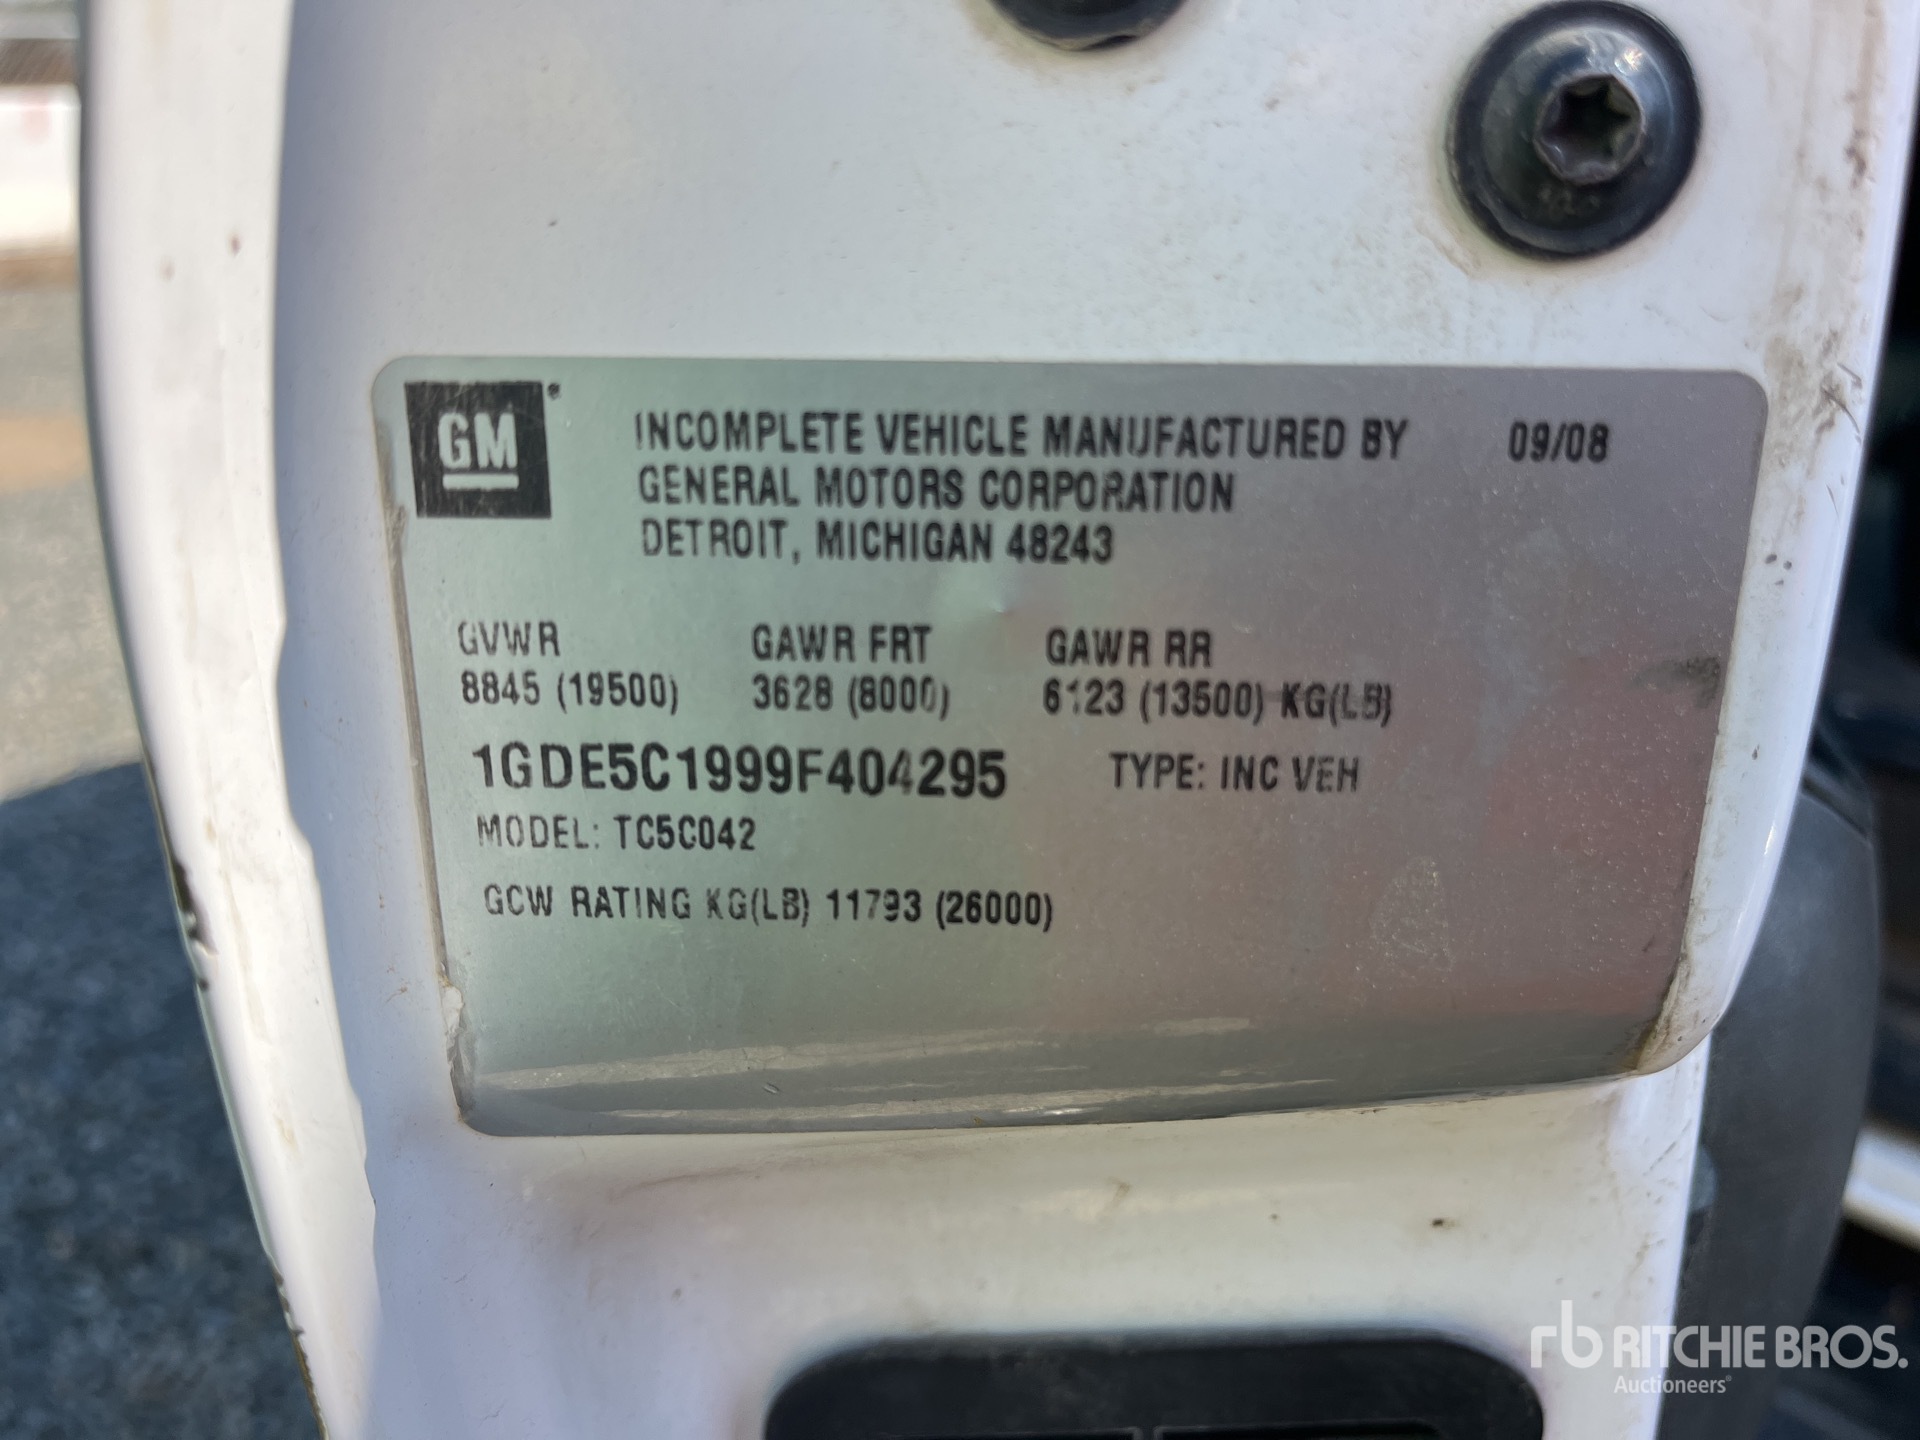 GM
INCOMPLETE VEHICLE MANUFACTURED BY 09/08
GENERAL MOTORS CORPORATION
DETROIT, MICHIGAN 48243
GVWR GAWR FRT GAWR RR
8845 (19500) 3628 (8000) 6123 (13500) KG(LB)
1GDE5C1999F404295 TYPE: INC VEH
MODEL: TC5C042
GCW RATING KG(LB) 11793 (26000)
rb RITCHIE BROS.
Auctioneers